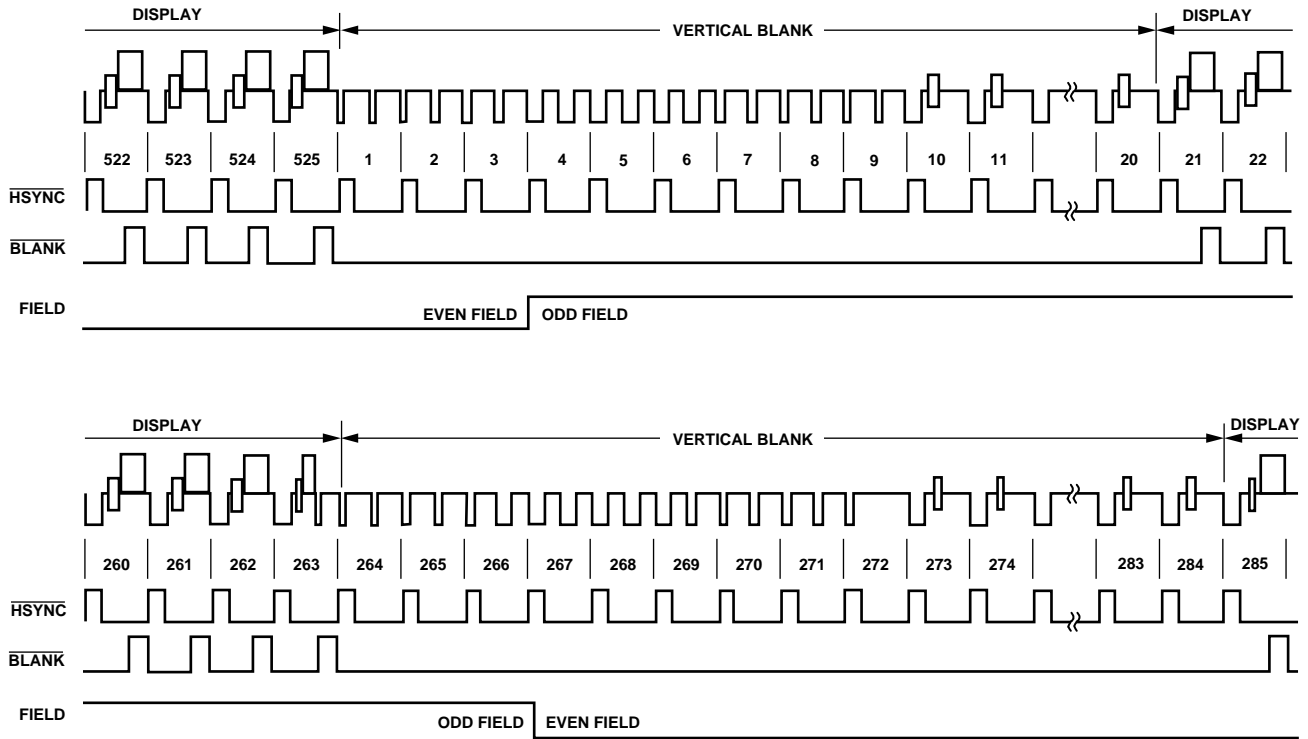 DISPLAY VERTICAL BLANK DISPLAY
522 523 524 525 1 2 3 4 5 6 7 8 9 10 11 20 21 22
HSYNC
BLANK
FIELD EVEN FIELD ODD FIELD
DISPLAY VERTICAL BLANK DISPLAY
260 261 262 263 264 265 266 267 268 269 270 271 272 273 274 283 284 285
HSYNC
BLANK
FIELD ODD FIELD EVEN FIELD